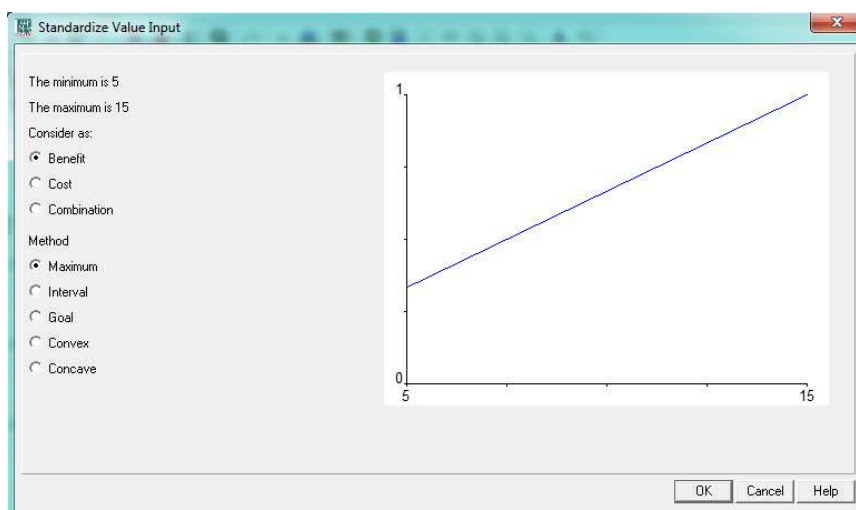 Standardize Value Input
The minimum is 5
The maximum is 15
Consider as:
Benefit
Cost
Combination
Method
Maximum
Interval
Goal
Convex
Concave
1
0
5 15
OK Cancel Help